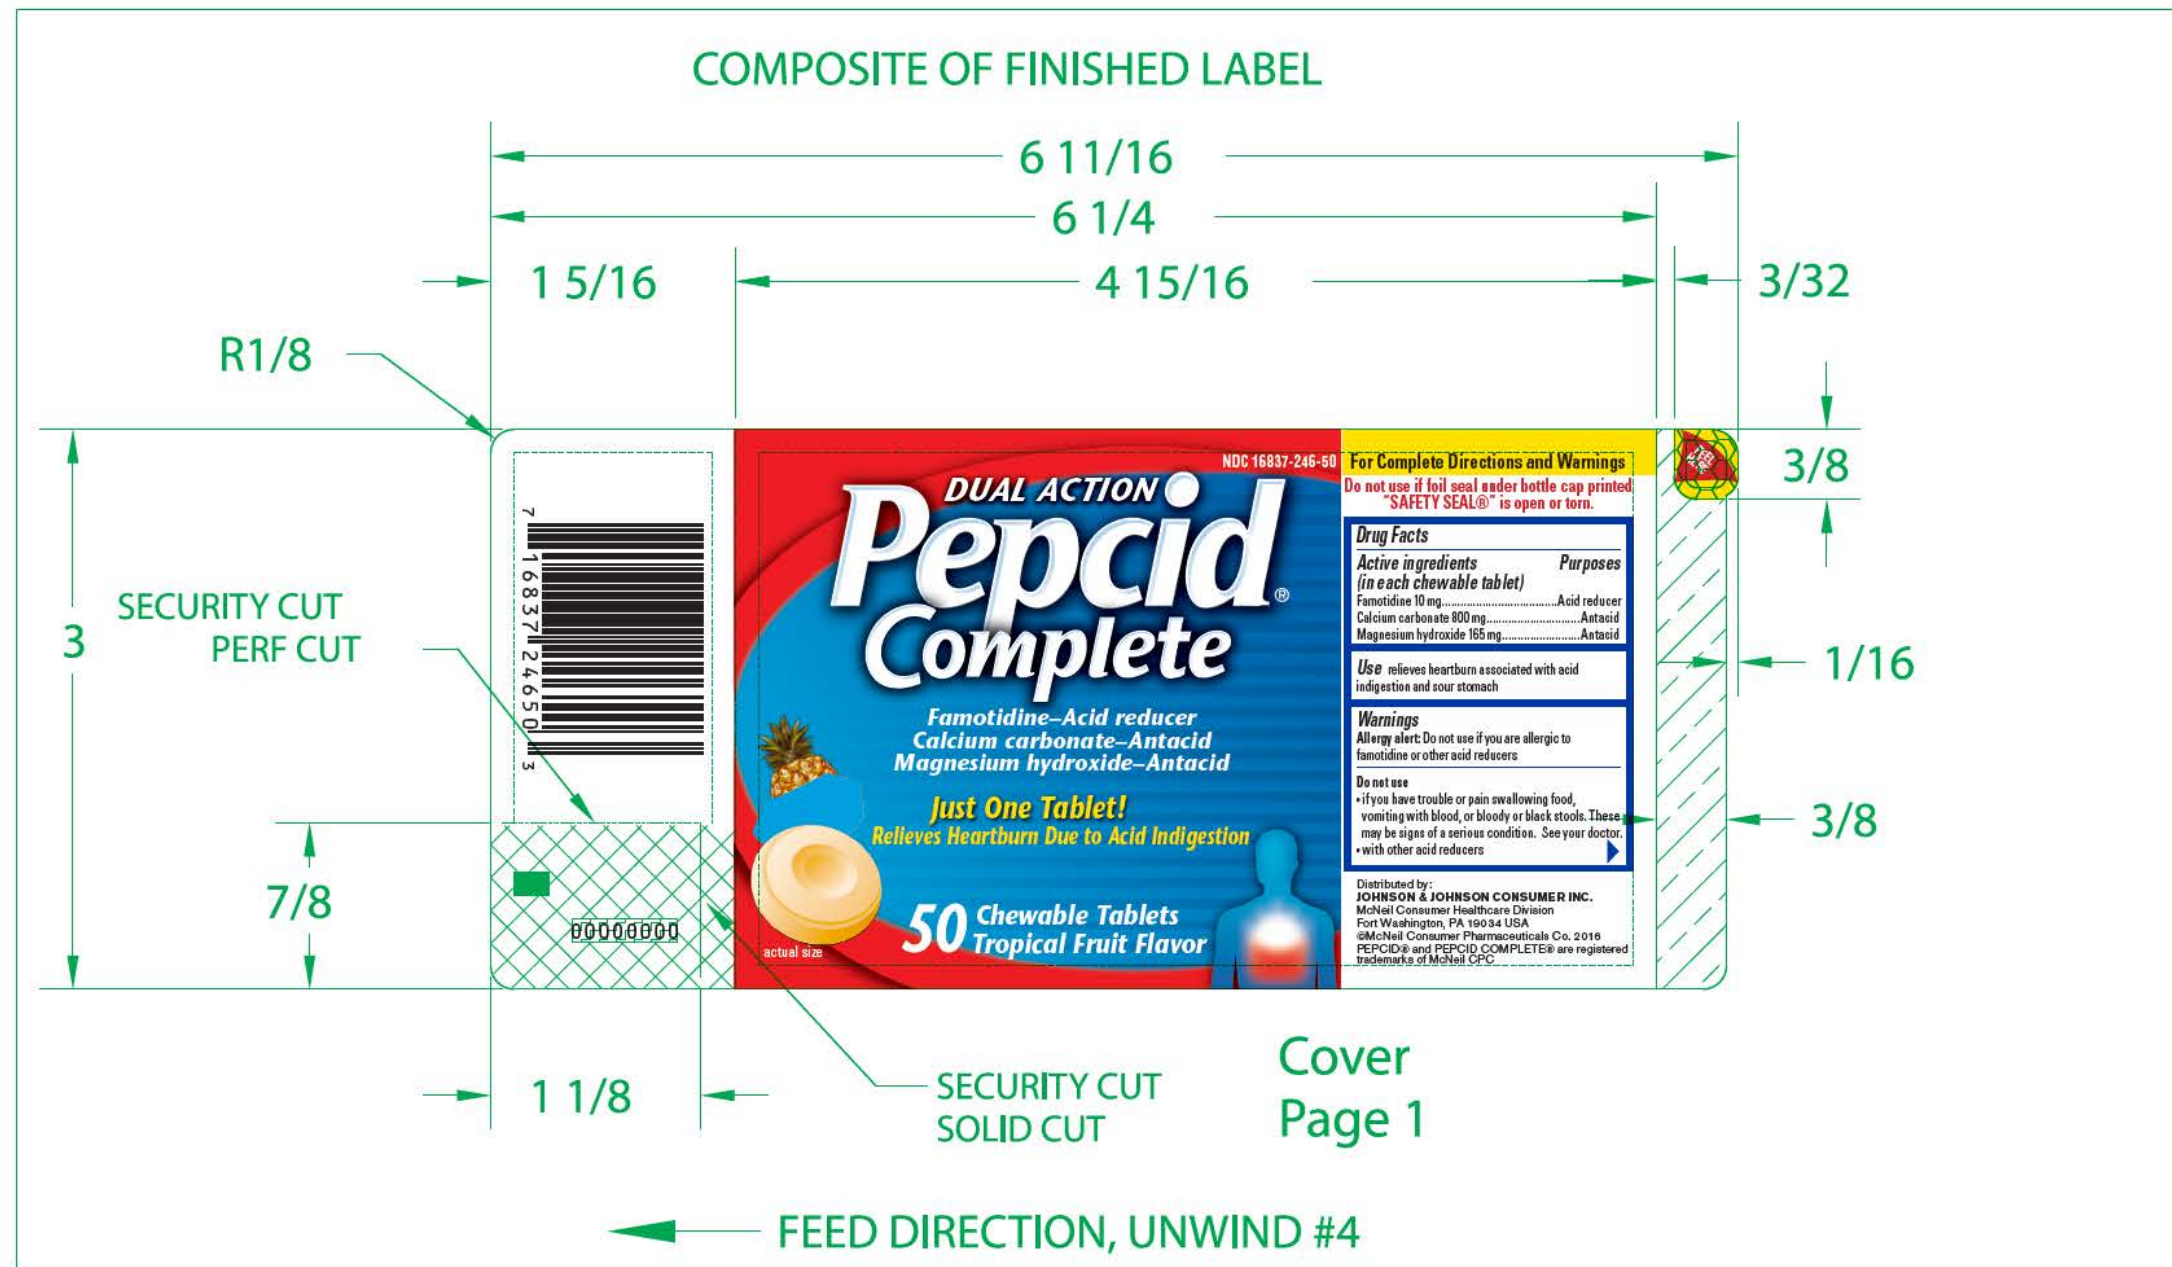 COMPOSITE OF FINISHED LABEL
6 11/16
6 1/4
1 5/16
4 15/16
3/32
R1/8
3/8
3
SECURITY CUT
PERF CUT
7/8
1 1/8
1/16
3/8
7 16837 24650 3
00000000
NDC 16837-246-50
DUAL ACTION
Pepcid®
Complete
Famotidine–Acid reducer
Calcium carbonate–Antacid
Magnesium hydroxide–Antacid
Just One Tablet!
Relieves Heartburn Due to Acid Indigestion
50 Chewable Tablets
Tropical Fruit Flavor
actual size
For Complete Directions and Warnings
PEEL HERE
Do not use if foil seal under bottle cap printed
"SAFETY SEAL®" is open or torn.
Drug Facts
Active ingredients Purposes
(in each chewable tablet)
Famotidine 10 mg....................................Acid reducer
Calcium carbonate 800 mg.............................Antacid
Magnesium hydroxide 165 mg.........................Antacid
Use relieves heartburn associated with acid
indigestion and sour stomach
Warnings
Allergy alert: Do not use if you are allergic to
famotidine or other acid reducers
Do not use
• if you have trouble or pain swallowing food,
vomiting with blood, or bloody or black stools. These
may be signs of a serious condition. See your doctor.
• with other acid reducers
Distributed by:
JOHNSON & JOHNSON CONSUMER INC.
McNeil Consumer Healthcare Division
Fort Washington, PA 19034 USA
©McNeil Consumer Pharmaceuticals Co. 2016
PEPCID® and PEPCID COMPLETE® are registered
trademarks of McNeil CPC
SECURITY CUT
SOLID CUT
Cover
Page 1
FEED DIRECTION, UNWIND #4